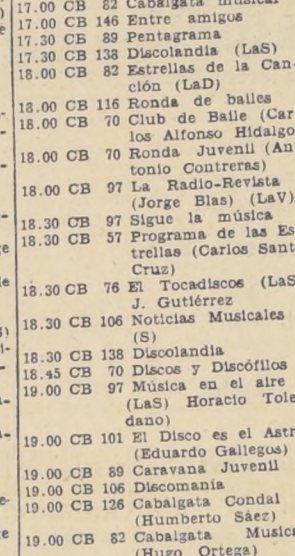 17.00 CB 82 Cabalgata musical
17.00 CB 146 Entre amigos
17.30 CB 89 Pentagrama
17.30 CB 138 Discolandia (LaS)
18.00 CB 82 Estrellas de la Can-
ción (LaD)
18.00 CB 116 Ronda de bailes
18.00 CB 70 Club de Baile (Car
los Alfonso Hidalgo
18.00 CB 70 Ronda Juvenil (An
tonio Contreras)
18.00 CB 97 La Radio-Revista
(Jorge Blas) (LaV)
18.30 CB 97 Sigue la música
18.30 CB 57 Programa de las Es
trellas (Carlos Sant
Cruz)
18.30 CB 76 El Tocadiscos (LaS
J. Gutiérrez
18.30 CB 106 Noticias Musicales
(S)
18.30 CB 138 Discolandia
18.45 CB 70 Discos y Discófilos
19.00 CB 97 Música en el aire
(LaS) Horacio Tole
dano)
19.00 CB 101 El Disco es el Astr
(Eduardo Gallegos)
19.00 CB 89 Caravana Juvenil
19.00 CB 106 Discomanía
19.00 CB 126 Cabalgata Condal
(Humberto Sáez)
19.00 CB 82 Cabalgata Music
(Hugo Ortega)